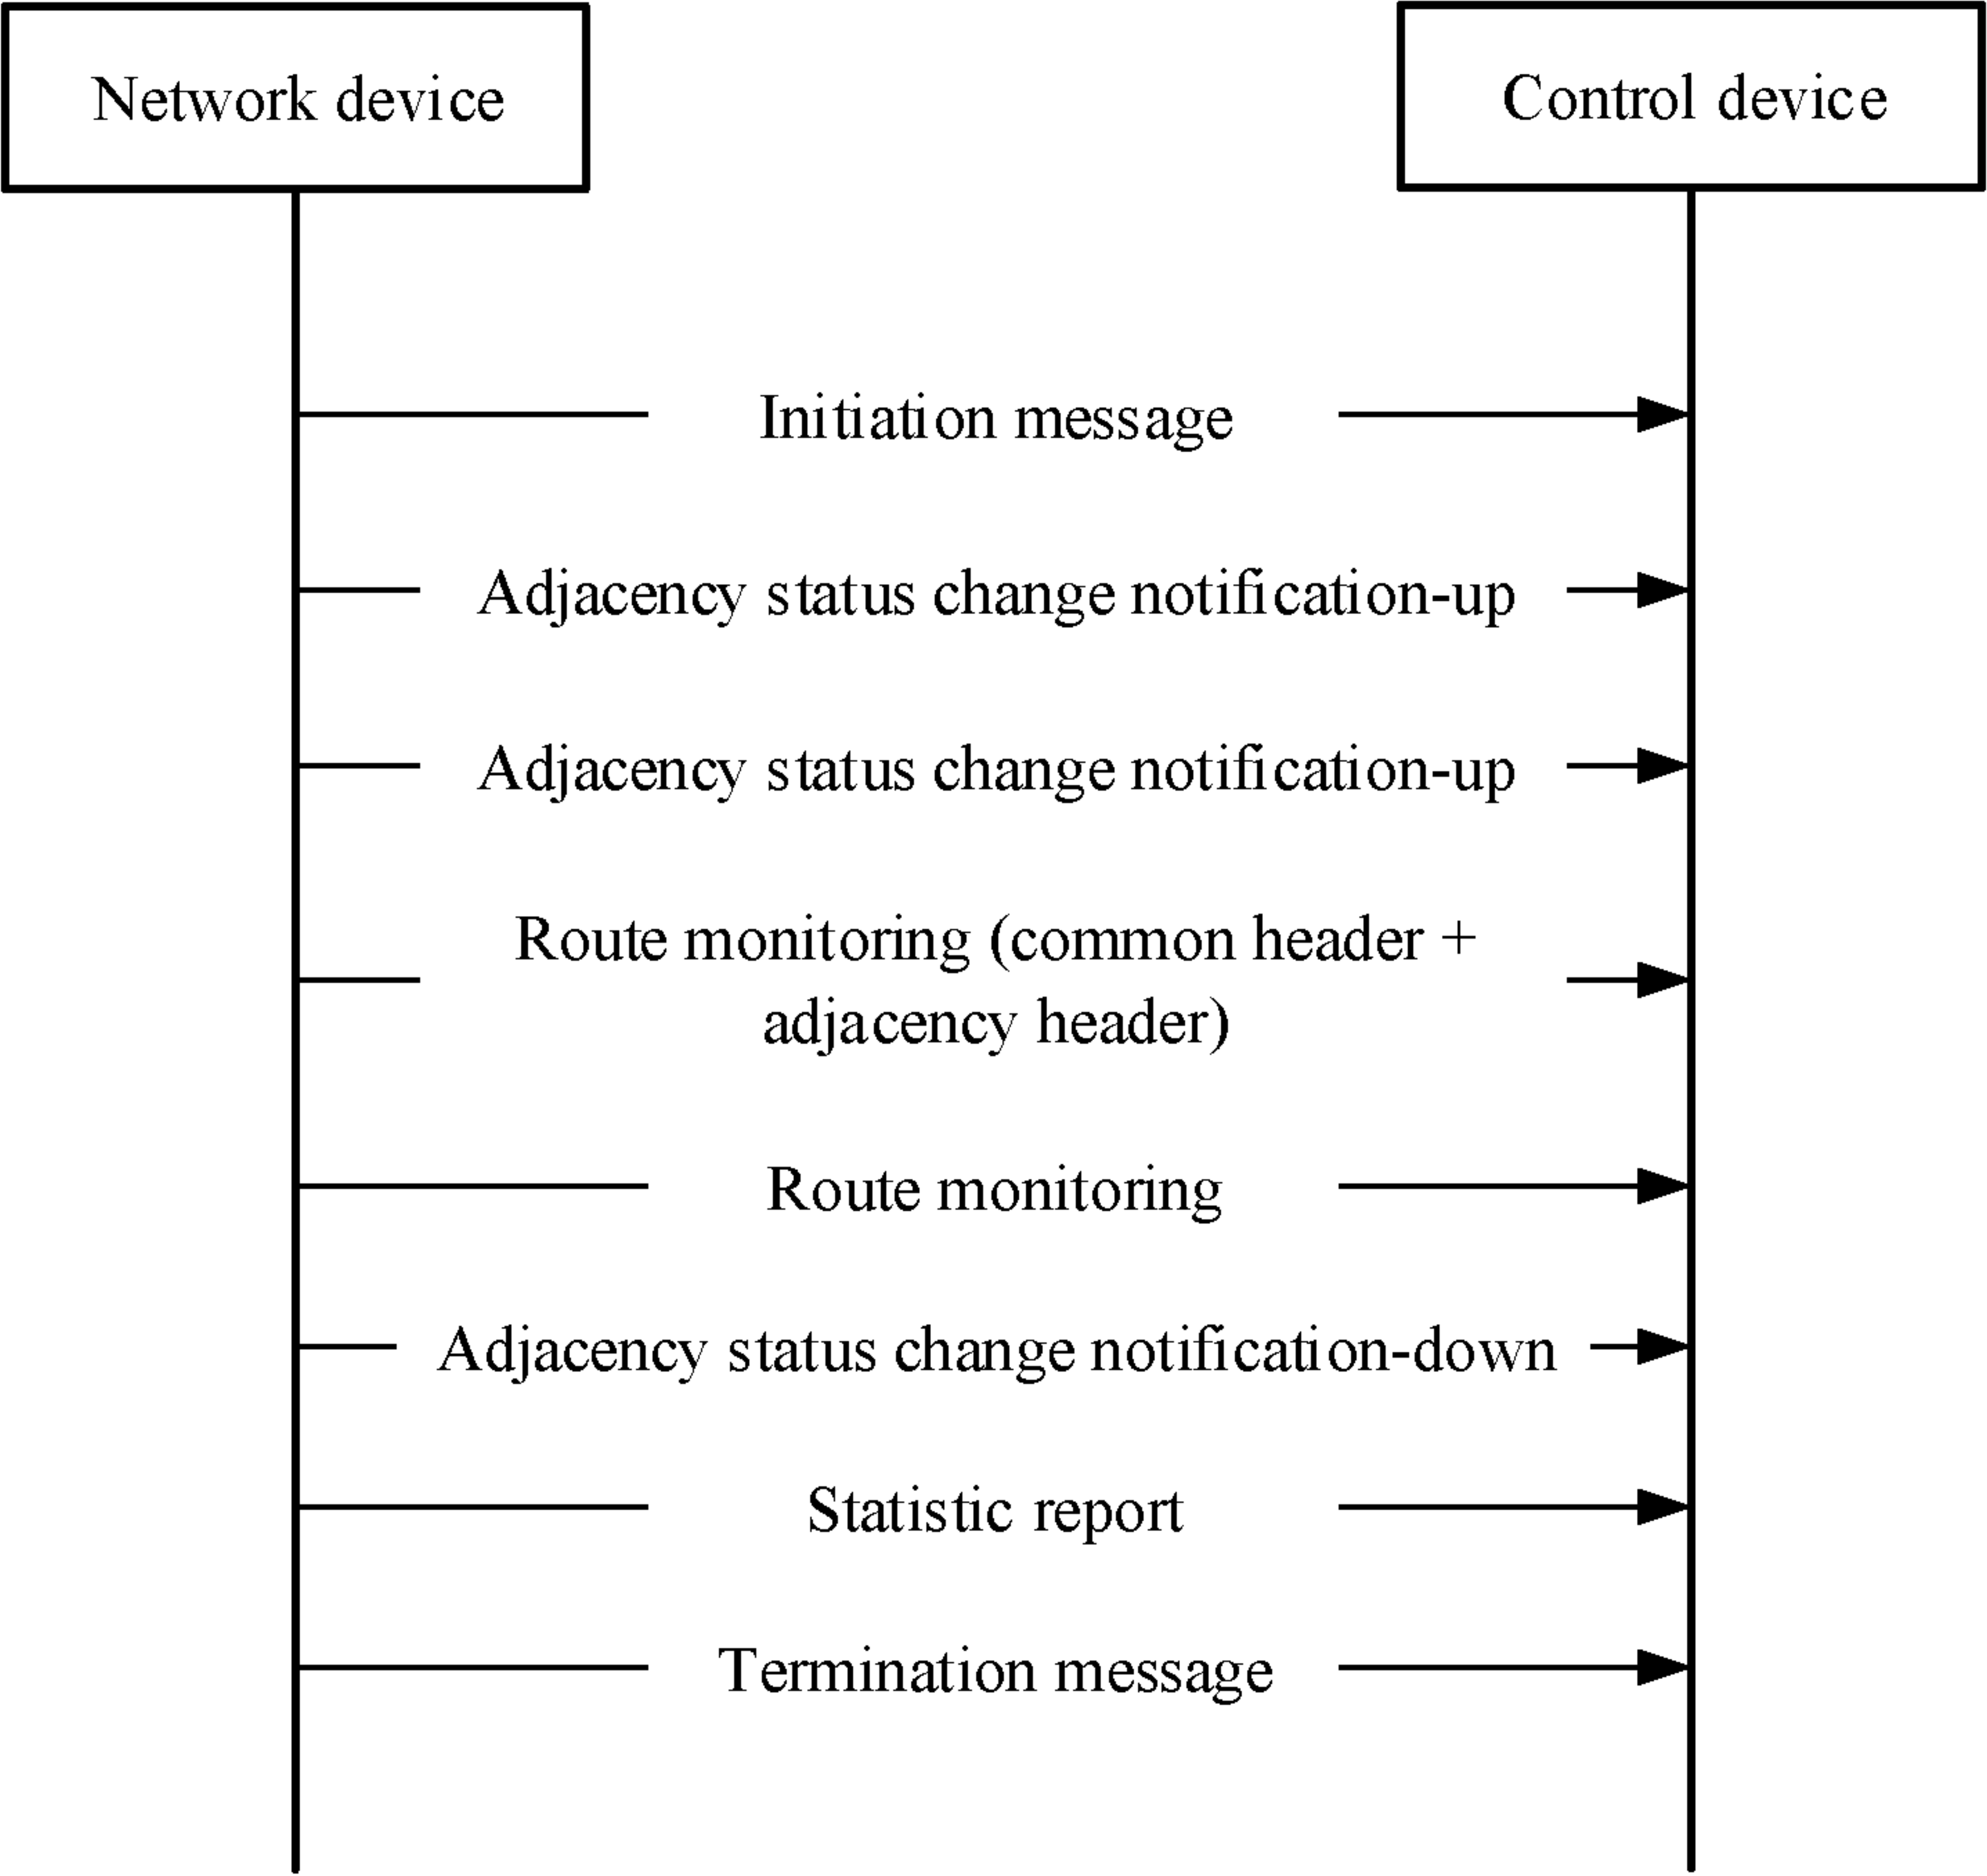 Network device
Control device
Initiation message
Adjacency status change notification-up
Adjacency status change notification-up
Route monitoring (common header +
adjacency header)
Route monitoring
Adjacency status change notification-down
Statistic report
Termination message